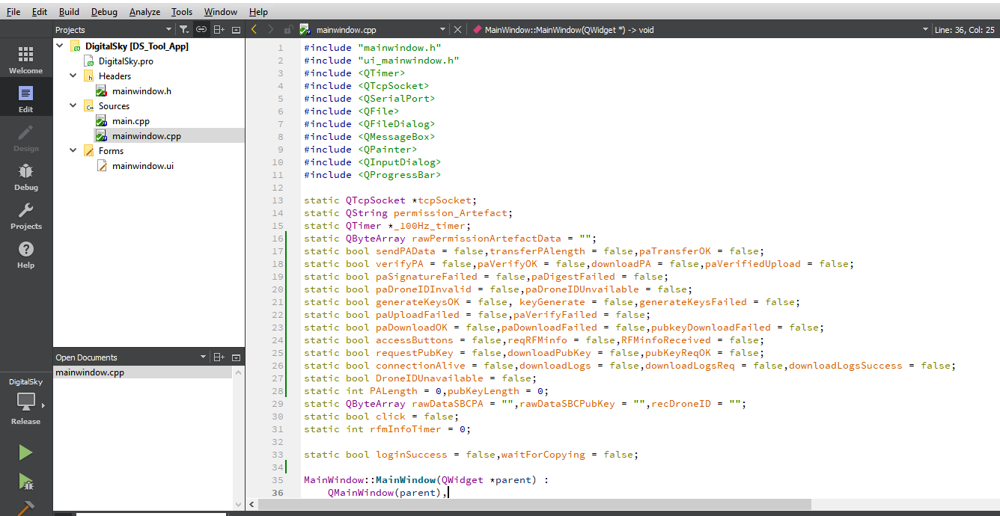 File Edit Build Debug Analyze Tools Window Help
Projects
mainwindow.cpp
MainWindow::MainWindow(QWidget *) -> void
Line: 36, Col: 25
Welcome
Edit
Design
Debug
Projects
Help
DigitalSky
Release
DigitalSky [DS_Tool_App]
DigitalSky.pro
Headers
mainwindow.h
Sources
main.cpp
mainwindow.cpp
Forms
mainwindow.ui
Open Documents
mainwindow.cpp
1 #include "mainwindow.h"
2 #include "ui_mainwindow.h"
3 #include <QTimer>
4 #include <QTcpSocket>
5 #include <QSerialPort>
6 #include <QFile>
7 #include <QFileDialog>
8 #include <QMessageBox>
9 #include <QPainter>
10 #include <QInputDialog>
11 #include <QProgressBar>
12
13 static QTcpSocket *tcpSocket;
14 static QString permission_Artefact;
15 static QTimer *_100Hz_timer;
16 static QByteArray rawPermissionArtefactData = "";
17 static bool sendPAData = false,transferPAlength = false,paTransferOK = false;
18 static bool verifyPA = false,paVerifyOK = false,downloadPA = false,paVerifiedUpload = false;
19 static bool paSignatureFailed = false,paDigestFailed = false;
20 static bool paDroneIDInvalid = false,paDroneIDUnvailable = false;
21 static bool generateKeysOK = false, keyGenerate = false,generateKeysFailed = false;
22 static bool paUploadFailed = false,paVerifyFailed = false;
23 static bool paDownloadOK = false,paDownloadFailed = false,pubkeyDownloadFailed = false;
24 static bool accessButtons = false,reqRFMinfo = false,RFMinfoReceived = false;
25 static bool requestPubKey = false,downloadPubKey = false,pubKeyReqOK = false;
26 static bool connectionAlive = false,downloadLogs = false,downloadLogsReq = false,downloadLogsSuccess = false;
27 static bool DroneIDUnavailable = false;
28 static int PALength = 0,pubKeyLength = 0;
29 static QByteArray rawDataSBCPA = "",rawDataSBCPubKey = "",recDroneID = "";
30 static bool click = false;
31 static int rfmInfoTimer = 0;
32
33 static bool loginSuccess = false,waitForCopying = false;
34
35 MainWindow::MainWindow(QWidget *parent) :
36 QMainWindow(parent),